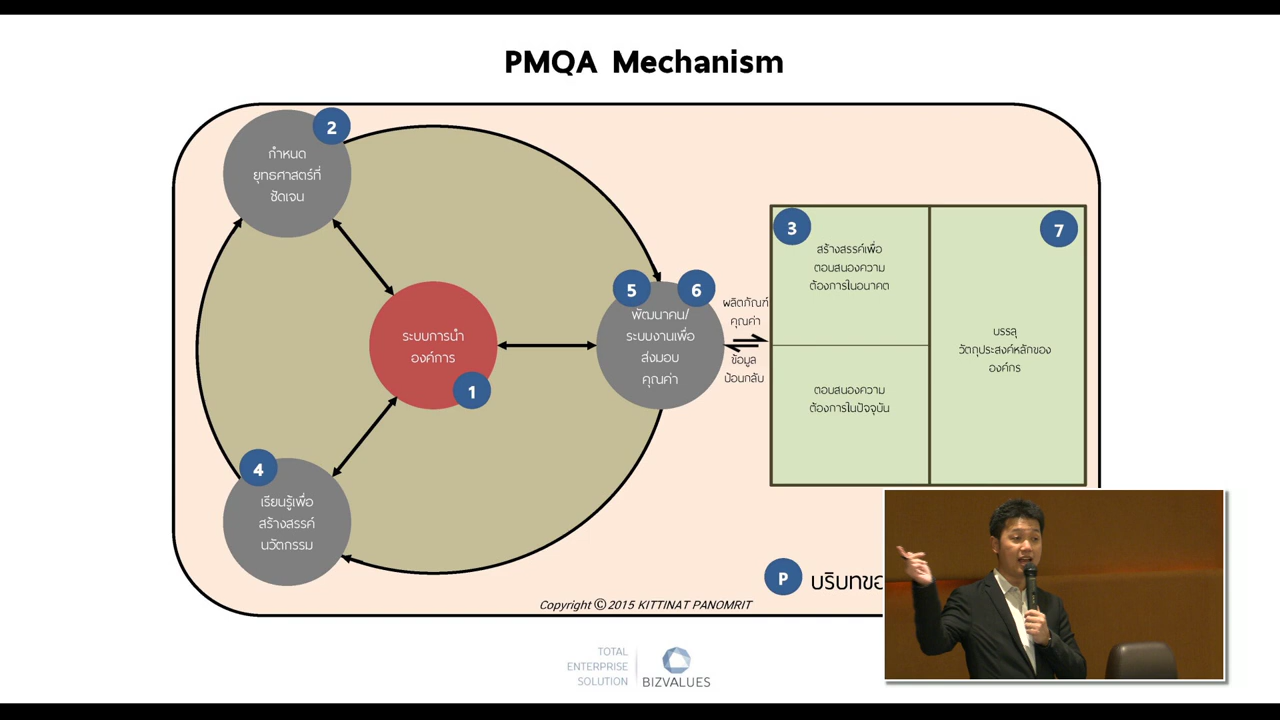 PMQA Mechanism
2
กำหนด
ยุทธศาสตร์ที่
ชัดเจน
ระบบการนำ
องค์การ
1
5
6
พัฒนาคน/
ระบบงานเพื่อ
ส่งมอบ
คุณค่า
4
เรียนรู้เพื่อ
สร้างสรรค์
นวัตกรรม
ผลิตภัณฑ์
คุณค่า
ข้อมูล
ป้อนกลับ
3
สร้างสรรค์เพื่อ
ตอบสนองความ
ต้องการในอนาคต
ตอบสนองความ
ต้องการในปัจจุบัน
7
บรรลุ
วัตถุประสงค์หลักของ
องค์กร
P
Copyright © 2015 KITTINAT PANOMRIT
TOTAL
ENTERPRISE
SOLUTION
BIZVALUES